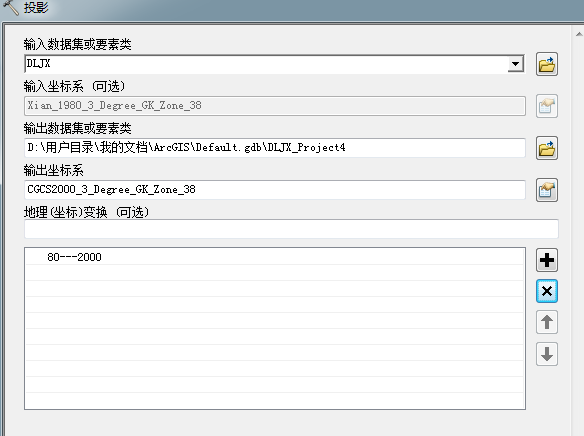 投影
输入数据集或要素类
DLJX
输入坐标系 (可选)
Xian_1980_3_Degree_GK_Zone_38
输出数据集或要素类
D:\用户目录\我的文档\ArcGIS\Default.gdb\DLJX_Project4
输出坐标系
CGCS2000_3_Degree_GK_Zone_38
地理(坐标)变换 (可选)
80---2000